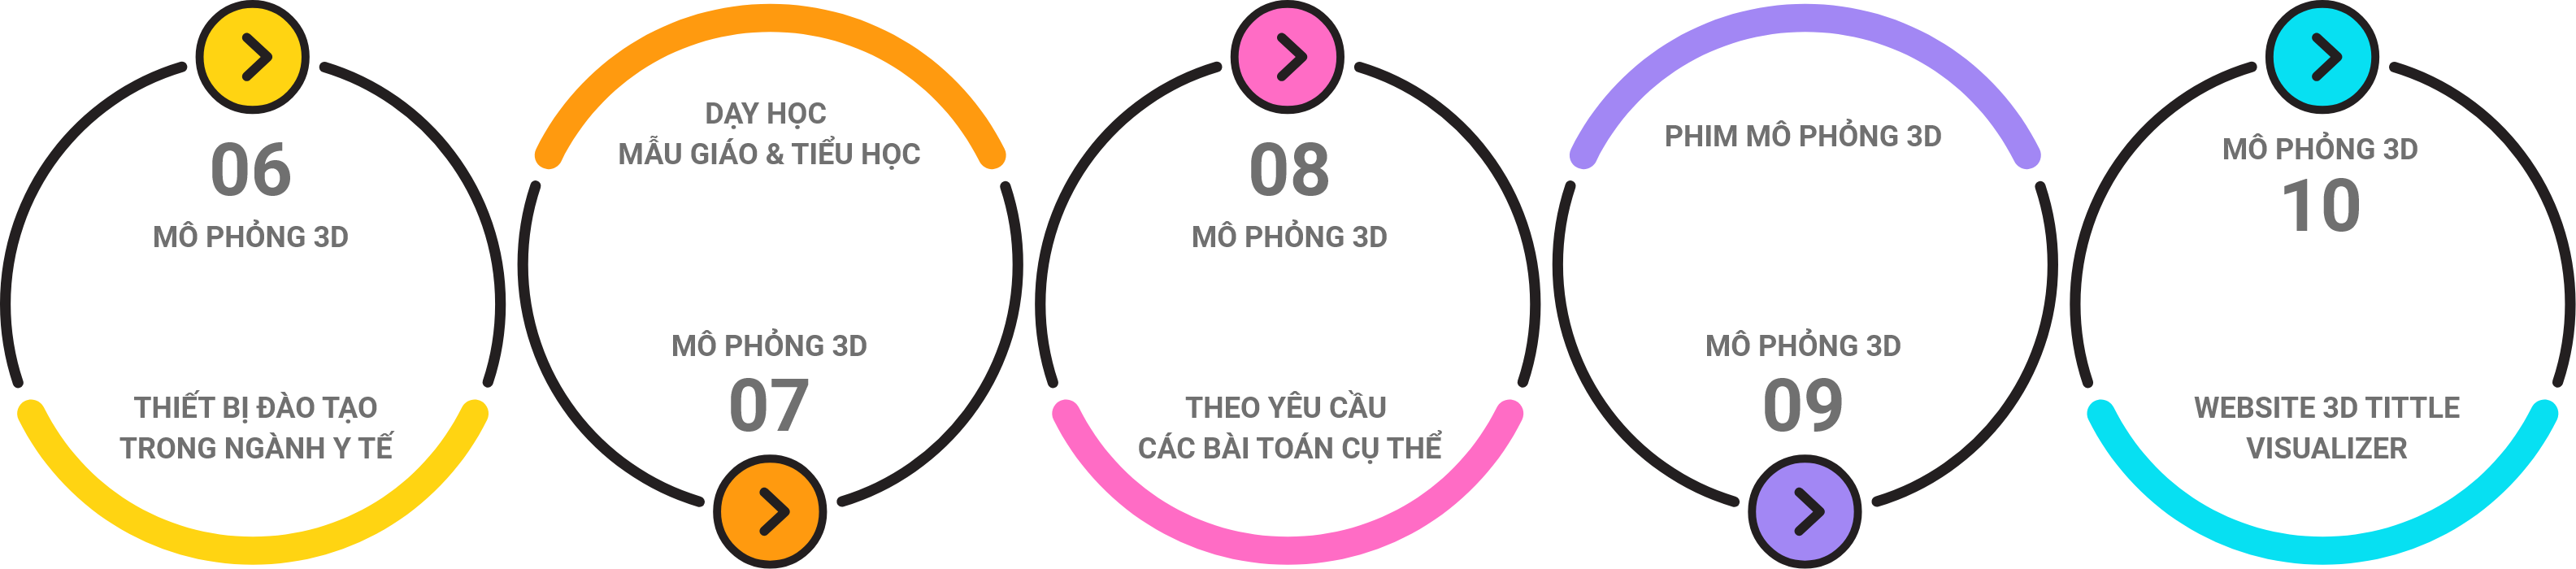 06
MÔ PHỎNG 3D
THIẾT BỊ ĐÀO TẠO
TRONG NGÀNH Y TẾ
DẠY HỌC
MẪU GIÁO & TIỂU HỌC
MÔ PHỎNG 3D
07
08
MÔ PHỎNG 3D
THEO YÊU CẦU
CÁC BÀI TOÁN CỤ THỂ
PHIM MÔ PHỎNG 3D
MÔ PHỎNG 3D
09
MÔ PHỎNG 3D
10
WEBSITE 3D TITTLE
VISUALIZER